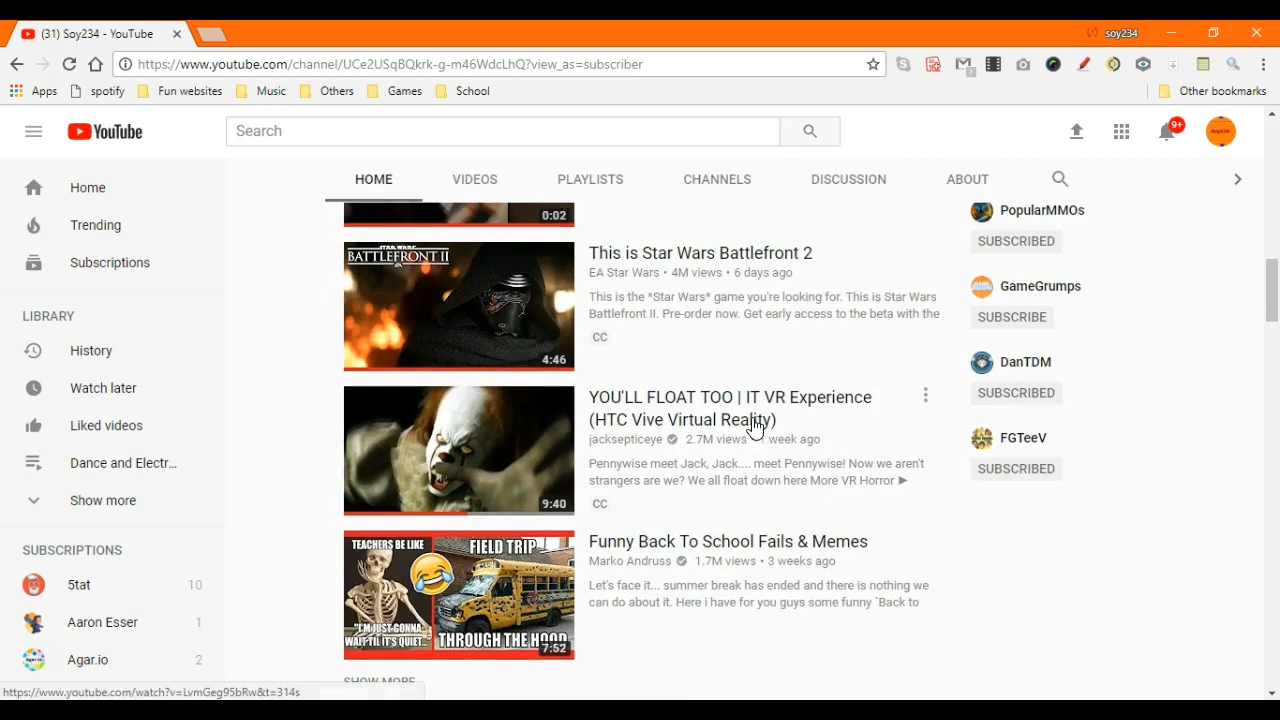 (31) Soy234 - YouTube
soy234
https://www.youtube.com/channel/UCe2USqBQkrk-g-m46WdcLhQ?view_as=subscriber
Apps
spotify
Fun websites
Music
Others
Games
School
Other bookmarks
YouTube
Search
9+
Home
Trending
Subscriptions
LIBRARY
History
Watch later
Liked videos
Dance and Electr...
Show more
SUBSCRIPTIONS
5tat 10
Aaron Esser 1
Agar.io 2
https://www.youtube.com/watch?v=LvmGeg95bRw&t=314s
HOME
VIDEOS
PLAYLISTS
CHANNELS
DISCUSSION
ABOUT
0:02
STAR WARS
BATTLEFRONT II
4:46
This is Star Wars Battlefront 2
EA Star Wars • 4M views • 6 days ago
This is the *Star Wars* game you're looking for. This is Star Wars
Battlefront II. Pre-order now. Get early access to the beta with the
CC
9:40
YOU'LL FLOAT TOO | IT VR Experience
(HTC Vive Virtual Reality)
jacksepticeye 2.7M views week ago
Pennywise meet Jack, Jack.... meet Pennywise! Now we aren't
strangers are we? We all float down here More VR Horror ►
CC
TEACHERS BE LIKE
"I'M JUST GONNA
WAIT TIL IT'S QUIET..."
FIELD TRIP
THROUGH THE HOOD
7:52
Funny Back To School Fails & Memes
Marko Andruss 1.7M views • 3 weeks ago
Let's face it... summer break has ended and there is nothing we
can do about it. Here i have for you guys some funny `Back to
SHOW MORE
PopularMMOs
SUBSCRIBED
GameGrumps
SUBSCRIBE
DanTDM
SUBSCRIBED
FGTeeV
SUBSCRIBED